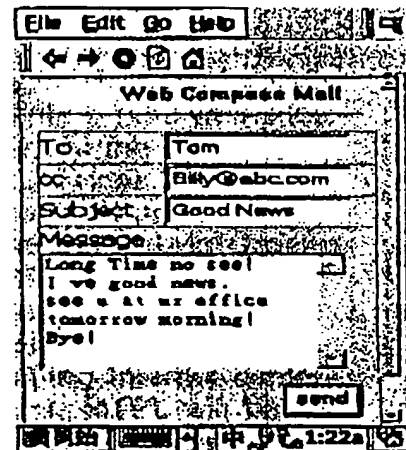 File Edit Go Help
Web Compose Mail
To Tom
cc Billy@abc.com
Subject Good News
Message
Long Time no see!
I ve good news.
see u at ur office
tomorrow morning!
Bye!
send
中 1:22a